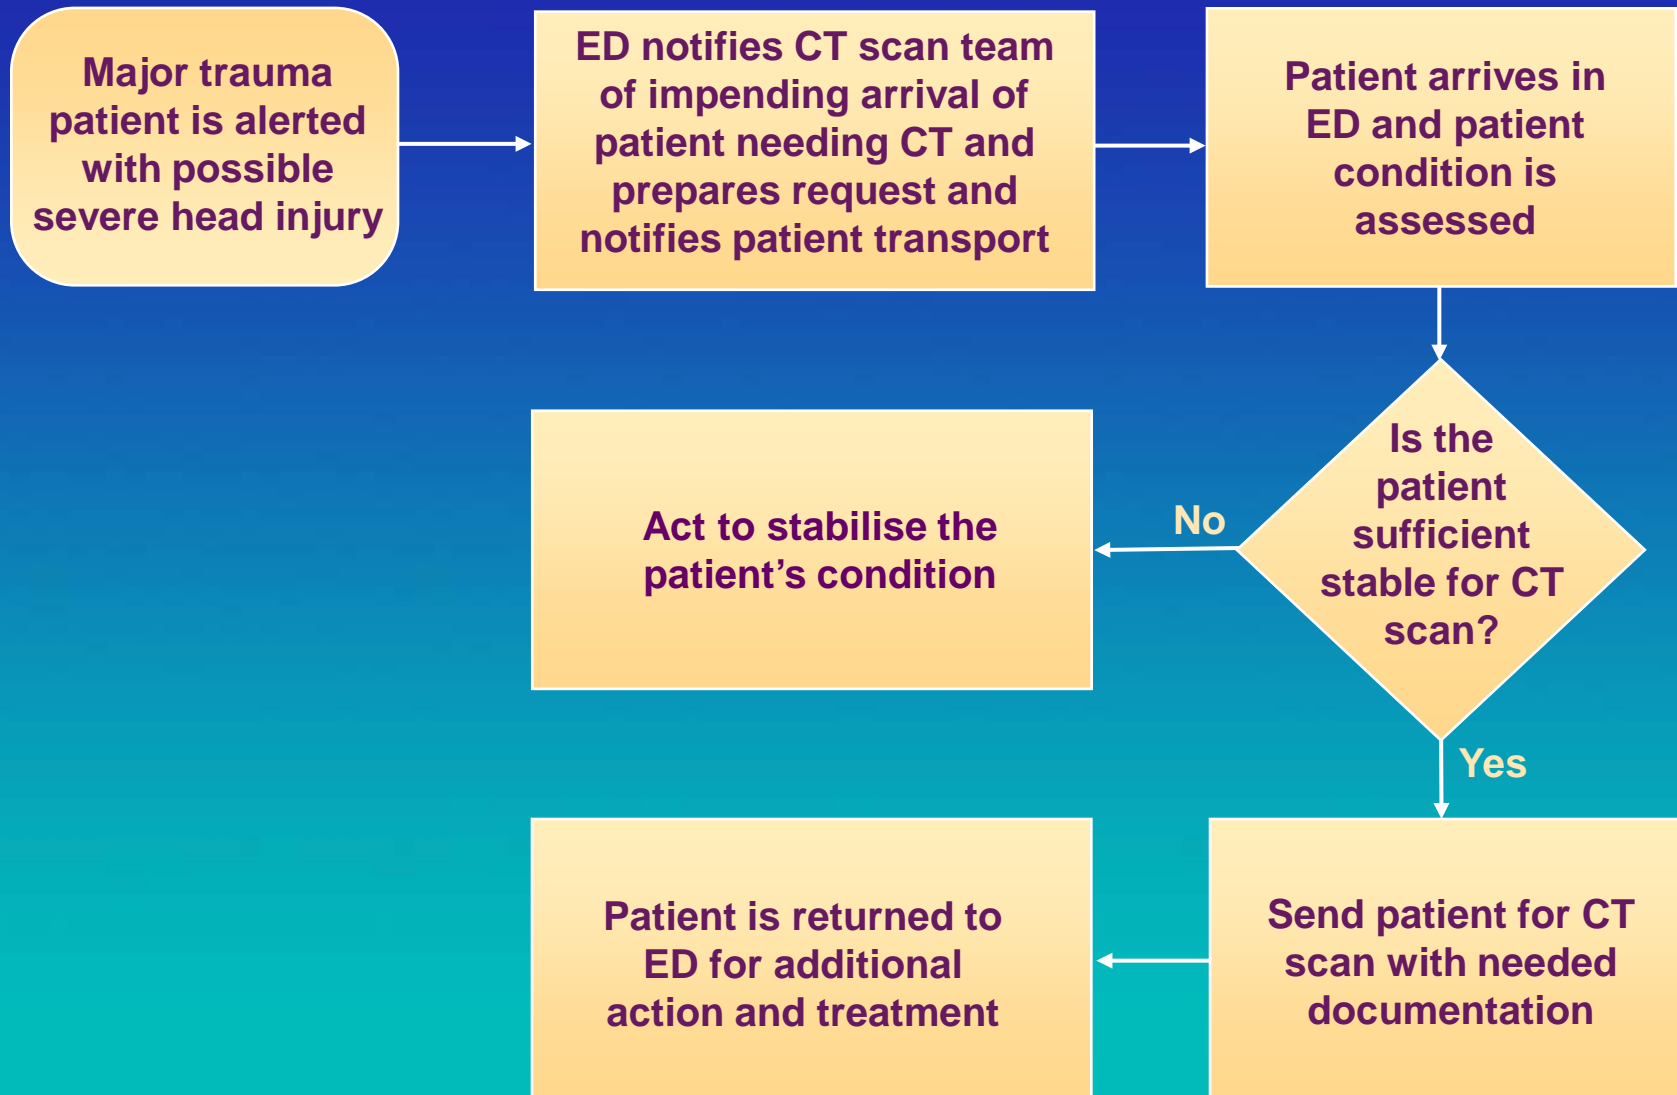 Major trauma
patient is alerted
with possible
severe head injury
ED notifies CT scan team
of impending arrival of
patient needing CT and
prepares request and
notifies patient transport
Patient arrives in
ED and patient
condition is
assessed
Is the
patient
sufficient
stable for CT
scan?
No
Act to stabilise the
patient’s condition
Yes
Send patient for CT
scan with needed
documentation
Patient is returned to
ED for additional
action and treatment